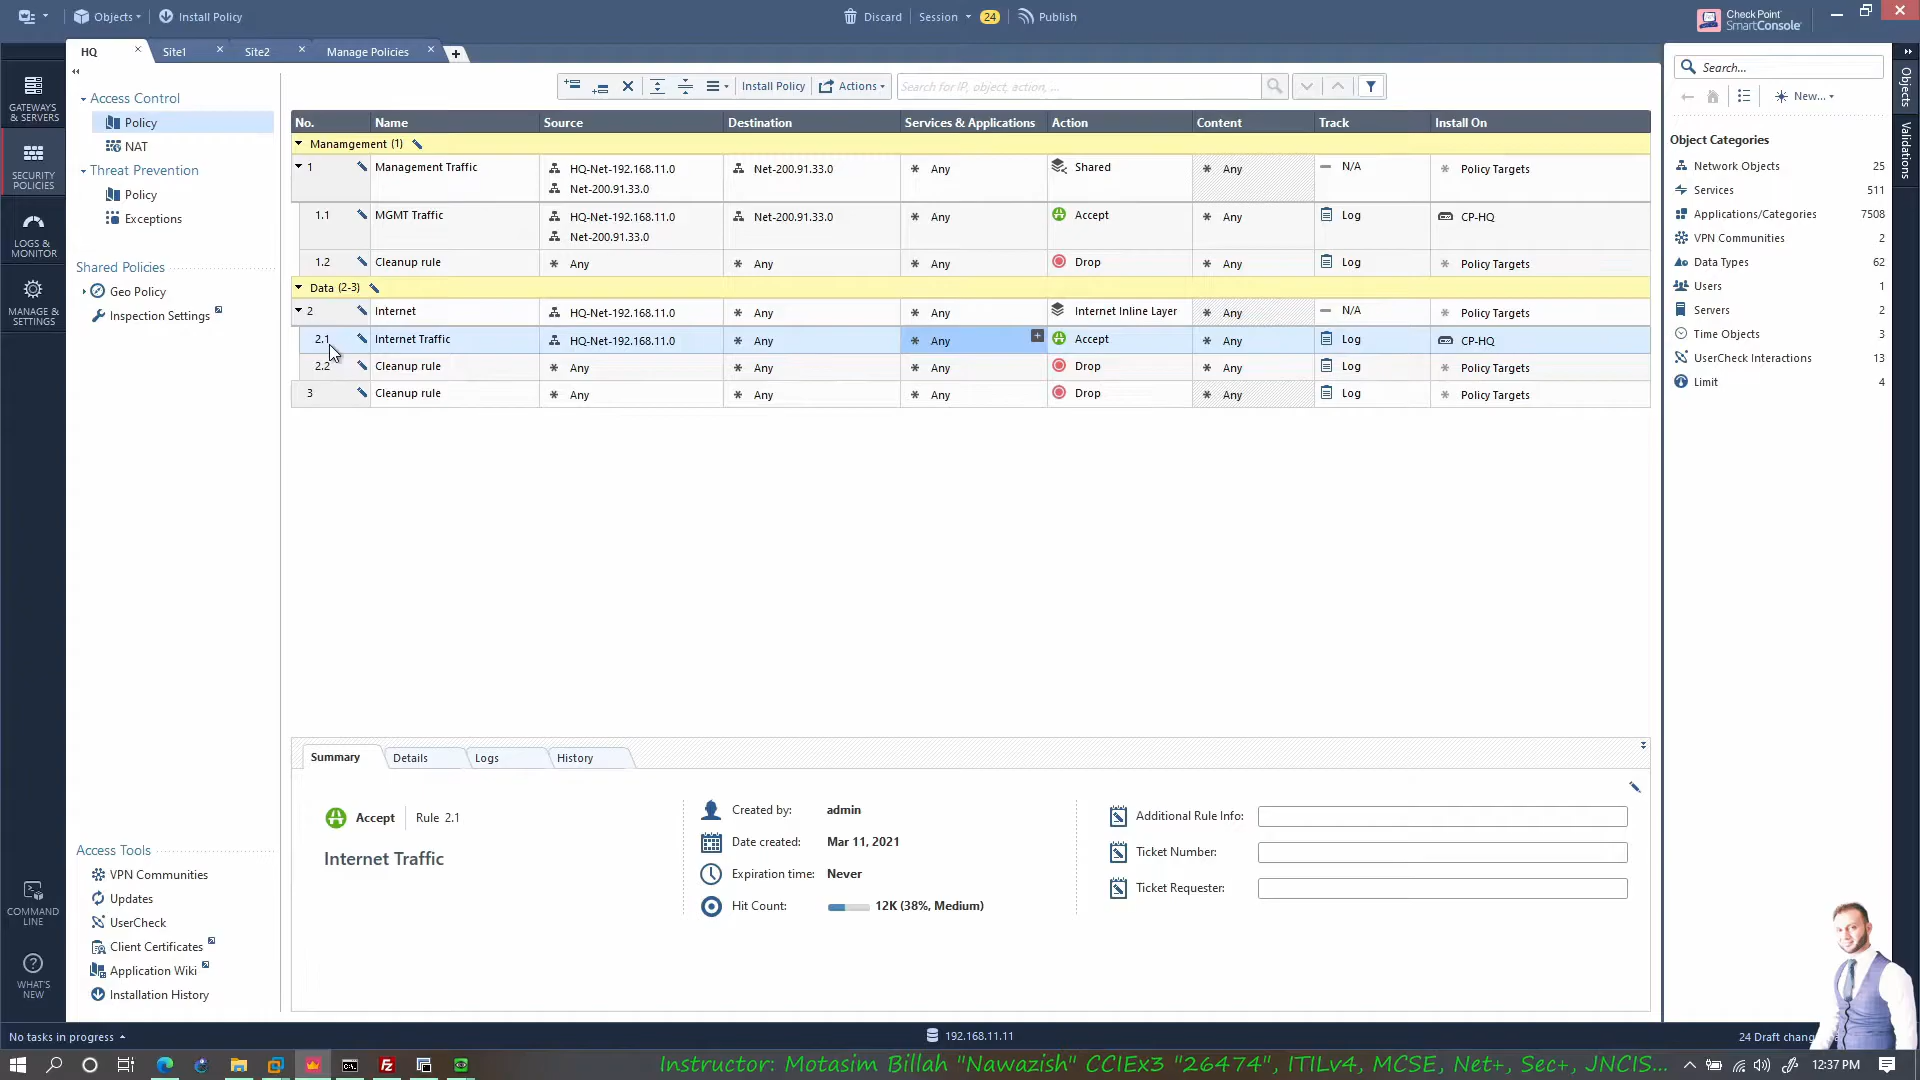 Objects
Install Policy
Discard
Session
24
Publish
Check Point
SmartConsole
HQ
Site1
Site2
Manage Policies
GATEWAYS
& SERVERS
SECURITY
POLICIES
LOGS &
MONITOR
MANAGE &
SETTINGS
COMMAND
LINE
WHAT'S
NEW
Access Control
Policy
NAT
Threat Prevention
Policy
Exceptions
Shared Policies
Geo Policy
Inspection Settings
Access Tools
VPN Communities
Updates
UserCheck
Client Certificates
Application Wiki
Installation History
Install Policy
Actions
Search for IP, object, action, ...
No. Name Source Destination Services & Applications Action Content Track Install On
Manamgement (1)
1 Management Traffic HQ-Net-192.168.11.0 Net-200.91.33.0 Any Shared Any N/A Policy Targets
Net-200.91.33.0
1.1 MGMT Traffic HQ-Net-192.168.11.0 Net-200.91.33.0 Any Accept Any Log CP-HQ
Net-200.91.33.0
1.2 Cleanup rule Any Any Any Drop Any Log Policy Targets
Data (2-3)
2 Internet HQ-Net-192.168.11.0 Any Any Internet Inline Layer Any N/A Policy Targets
2.1 Internet Traffic HQ-Net-192.168.11.0 Any Any Accept Any Log CP-HQ
2.2 Cleanup rule Any Any Any Drop Any Log Policy Targets
3 Cleanup rule Any Any Any Drop Any Log Policy Targets
Summary
Details
Logs
History
Accept
Rule 2.1
Internet Traffic
Created by: admin
Date created: Mar 11, 2021
Expiration time: Never
Hit Count: 12K (38%, Medium)
Additional Rule Info:
Ticket Number:
Ticket Requester:
Search...
New...
Object Categories
Network Objects 25
Services 511
Applications/Categories 7508
VPN Communities 2
Data Types 62
Users 1
Servers 2
Time Objects 3
UserCheck Interactions 13
Limit 4
Objects
Validations
No tasks in progress
192.168.11.11
24 Draft chang
Instructor: Motasim Billah "Nawazish" CCIEx3 "26474", ITILv4, MCSE, Net+, Sec+, JNCIS...
12:37 PM